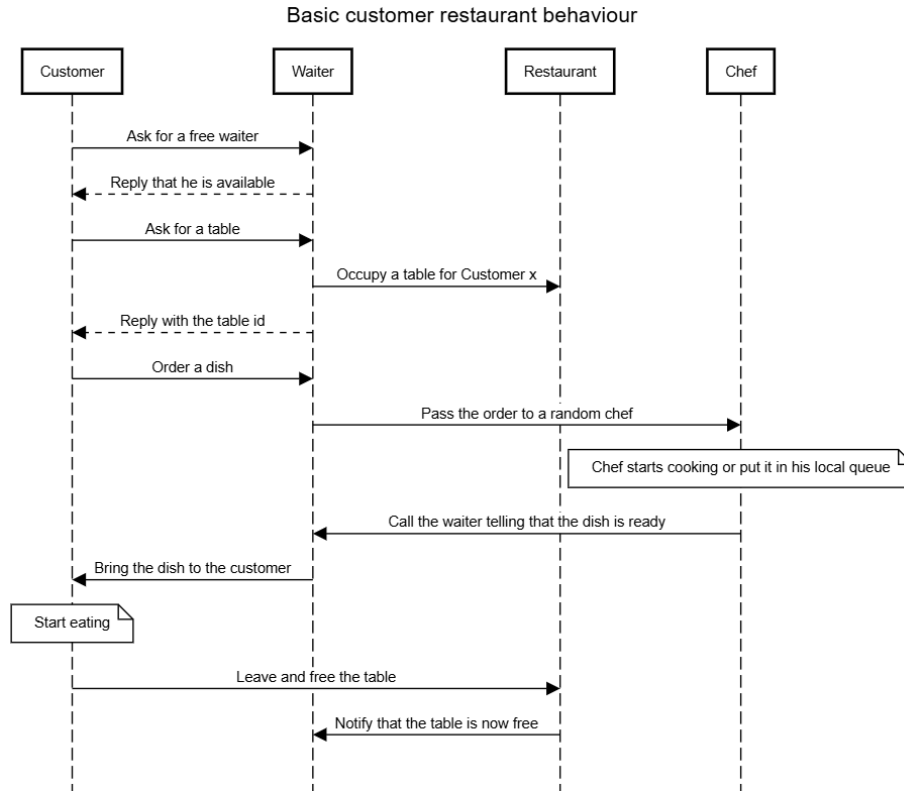 Basic customer restaurant behaviour
Customer
Waiter
Restaurant
Chef
Ask for a free waiter
Reply that he is available
Ask for a table
Occupy a table for Customer x
Reply with the table id
Order a dish
Pass the order to a random chef
Chef starts cooking or put it in his local queue
Call the waiter telling that the dish is ready
Bring the dish to the customer
Start eating
Leave and free the table
Notify that the table is now free